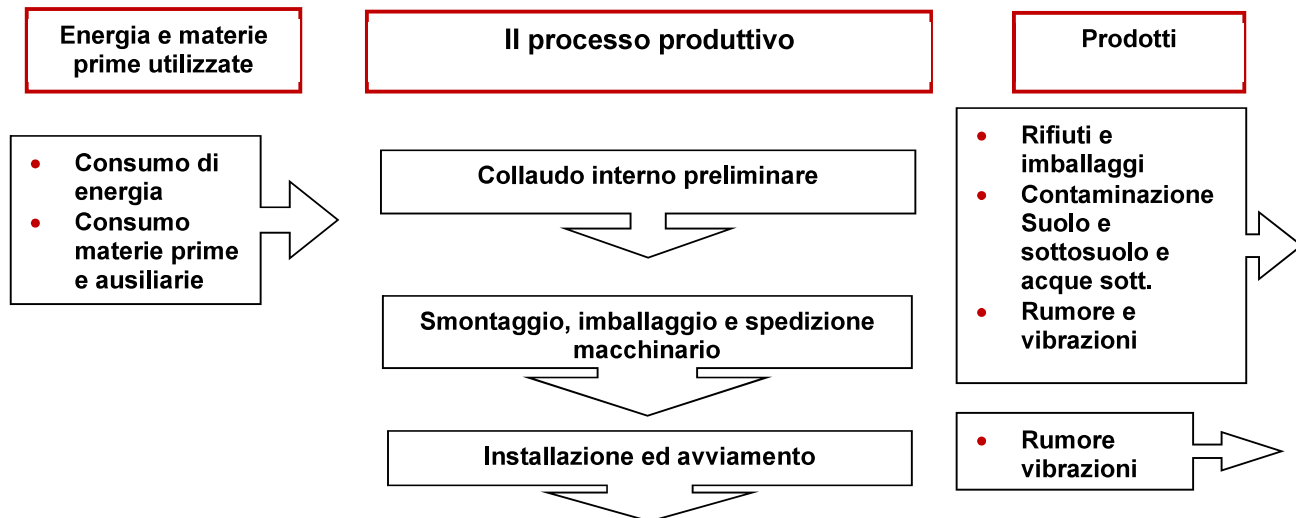 Energia e materie
prime utilizzate
Il processo produttivo
Prodotti
Consumo di
energia
Consumo
materie prime
e ausiliarie
Collaudo interno preliminare
Smontaggio, imballaggio e spedizione
macchinario
Installazione ed avviamento
Rifiuti e
imballaggi
Contaminazione
Suolo e
sottosuolo e
acque sott.
Rumore e
vibrazioni
Rumore
vibrazioni